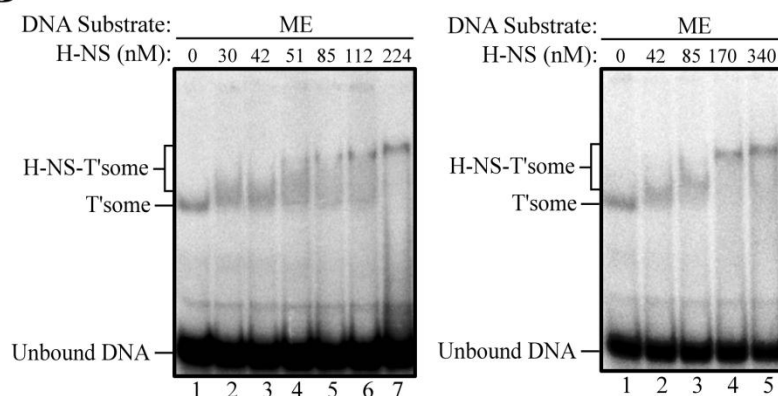 DNA Substrate: ME
H-NS (nM): 0 30 42 51 85 112 224
H-NS-T'some
T'some
Unbound DNA
1 2 3 4 5 6 7
DNA Substrate: ME
H-NS (nM): 0 42 85 170 340
H-NS-T'some
T'some
Unbound DNA
1 2 3 4 5